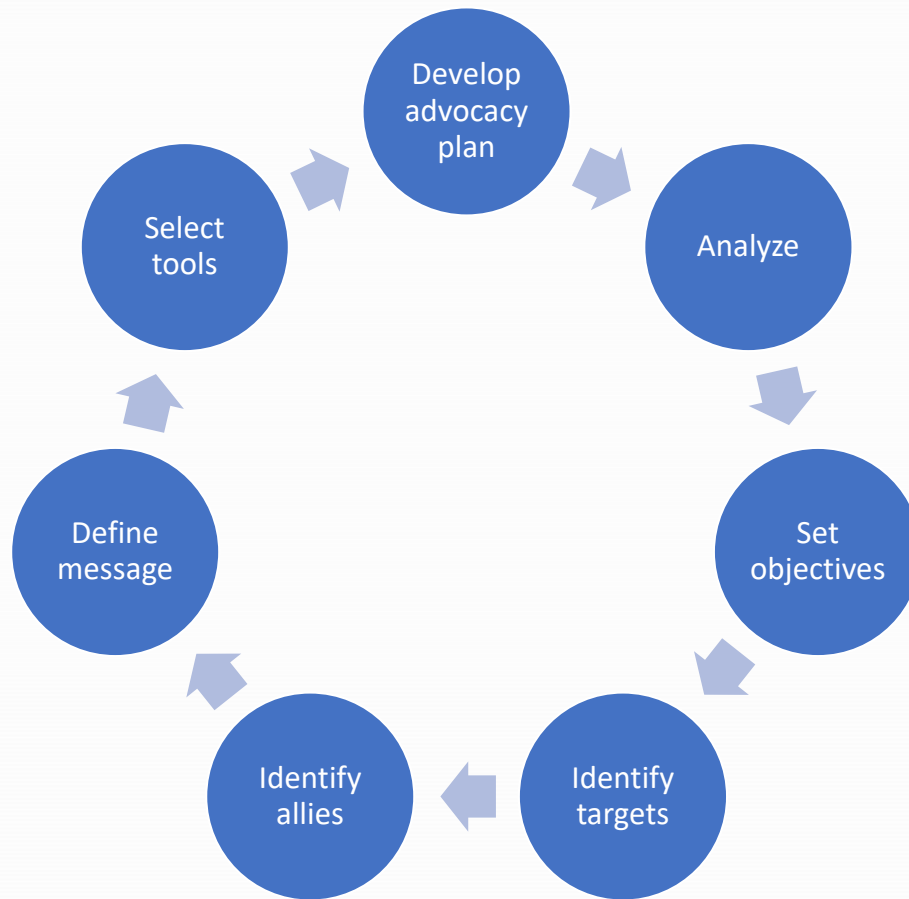 Develop
advocacy
plan
Analyze
Set
objectives
Identify
targets
Identify
allies
Define
message
Select
tools